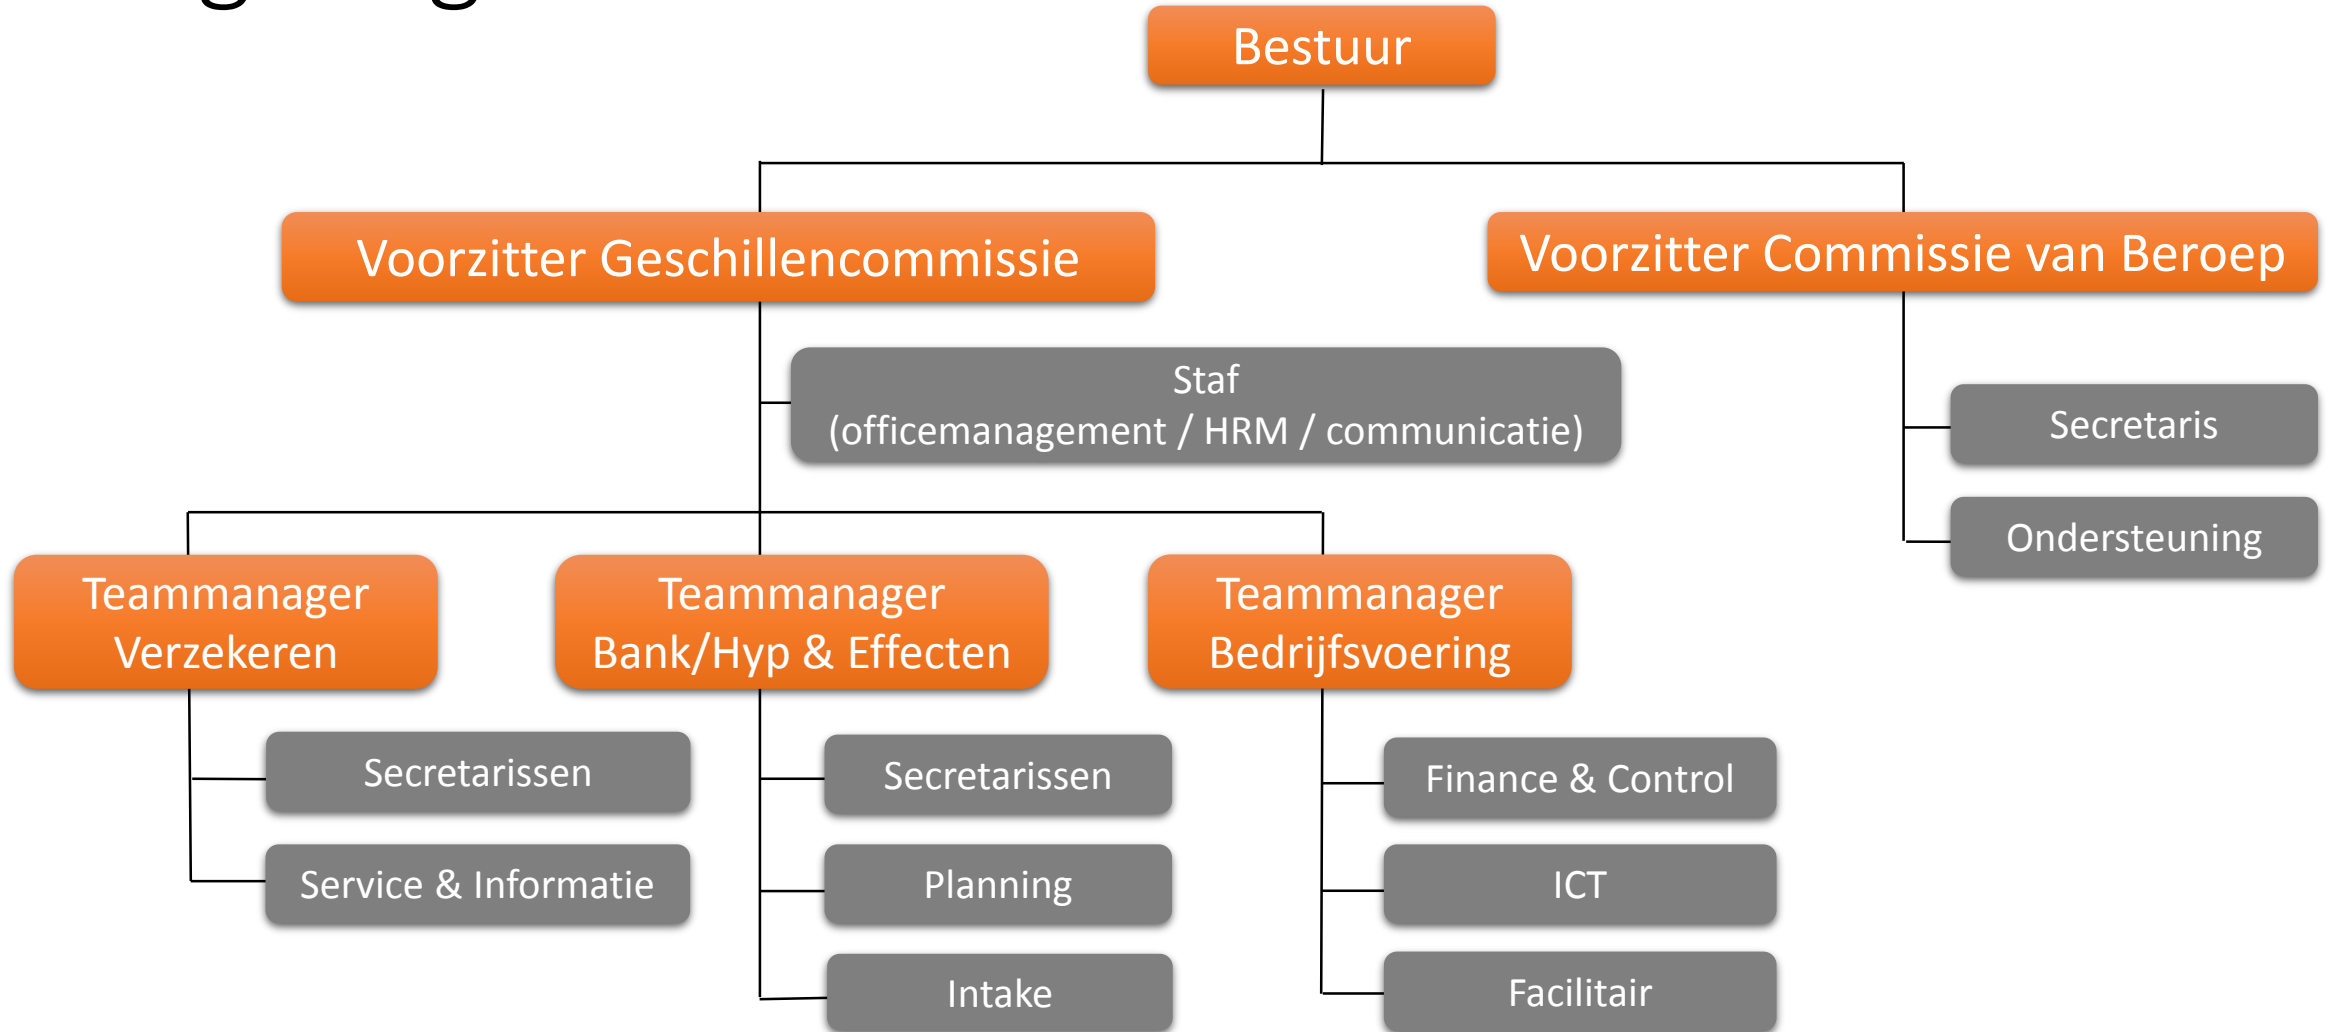 Bestuur
Voorzitter Geschillencommissie
Voorzitter Commissie van Beroep
Staf
(officemanagement / HRM / communicatie)
Secretaris
Ondersteuning
Teammanager
Verzekeren
Teammanager
Bank/Hyp & Effecten
Teammanager
Bedrijfsvoering
Secretarissen
Service & Informatie
Secretarissen
Planning
Intake
Finance & Control
ICT
Facilitair